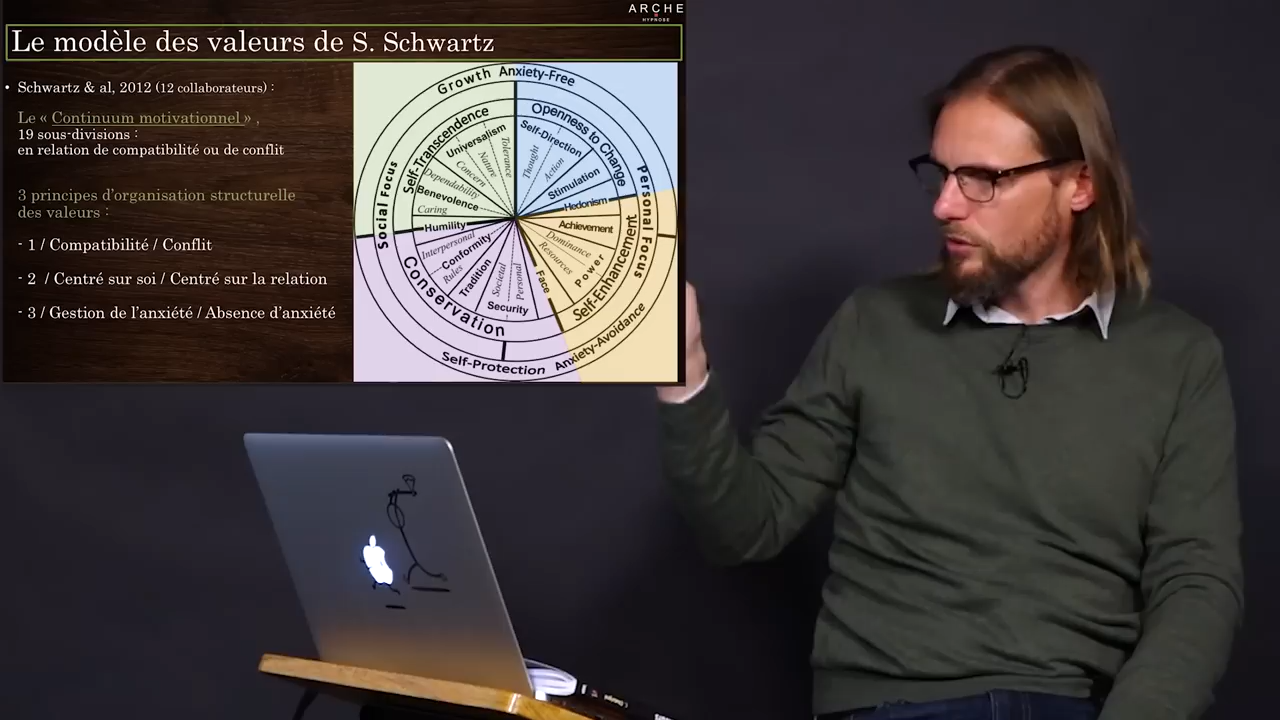 ARCHE
HYPNOSE
Le modèle des valeurs de S. Schwartz
• Schwartz & al, 2012 (12 collaborateurs) :
Le « Continuum motivationnel » ,
19 sous-divisions :
en relation de compatibilité ou de conflit
3 principes d'organisation structurelle
des valeurs :
- 1 / Compatibilité / Conflit
- 2 / Centré sur soi / Centré sur la relation
- 3 / Gestion de l'anxiété / Absence d'anxiété
Growth Anxiety-Free
Personal Focus
Self-Protection Anxiety-Avoidance
Social Focus
Self-Transcendence
Openness to Change
Self-Enhancement
Conservation
Universalism
Tolerance
Nature
Concern
Dependability
Benevolence
Caring
Humility
Interpersonal
Conformity
Rules
Tradition
Societal
Personal
Security
Face
Power
Resources
Dominance
Achievement
Hedonism
Stimulation
Self-Direction
Action
Thought